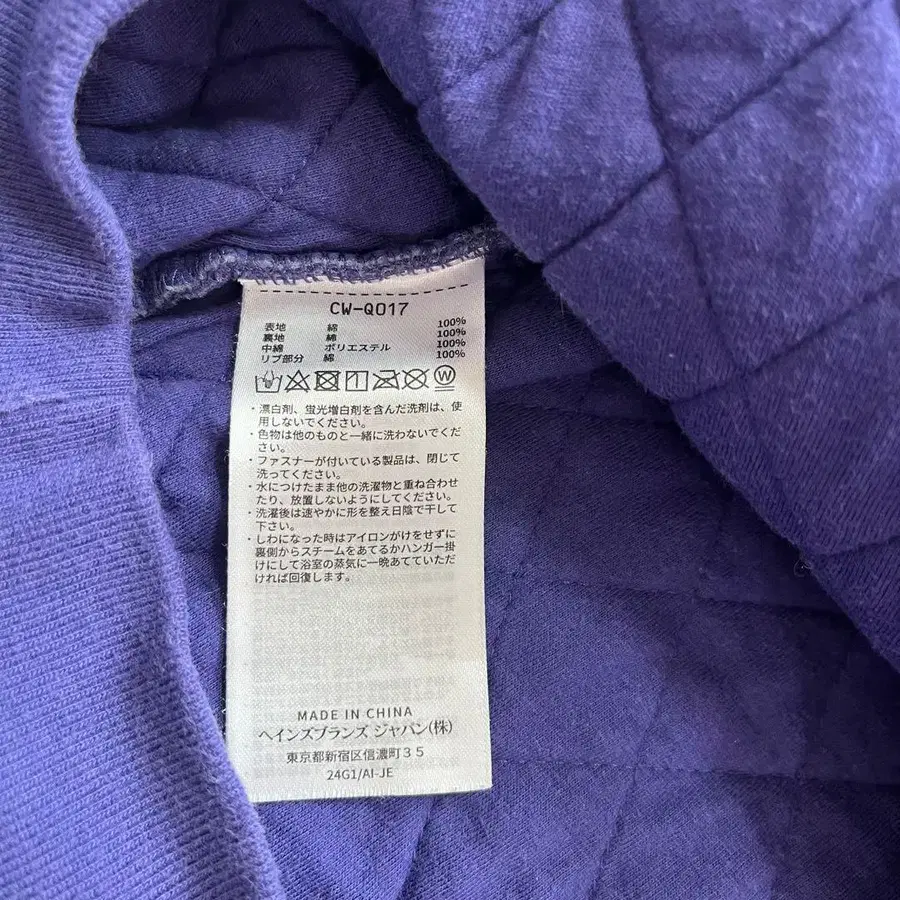 CW-Q017
表地 綿 100%
裏地 綿 100%
中綿 ポリエステル 100%
リブ部分 綿 100%
・漂白剤、蛍光増白剤を含んだ洗剤は、使
用しないでください。
・色物は他のものと一緒に洗わないでくだ
さい。
・ファスナーが付いている製品は、閉じて
洗ってください。
・水につけたまま他の洗濯物と重ね合わせ
たり、放置しないようにしてください。
・洗濯後は速やかに形を整え日陰で干して
下さい。
・しわになった時はアイロンがけをせずに
裏側からスチームをあてるかハンガー掛
けにして浴室の蒸気に一晩あてていただ
ければ回復します。
MADE IN CHINA
ヘインズブランズ ジャパン(株)
東京都新宿区信濃町35
24G1/AI-JE